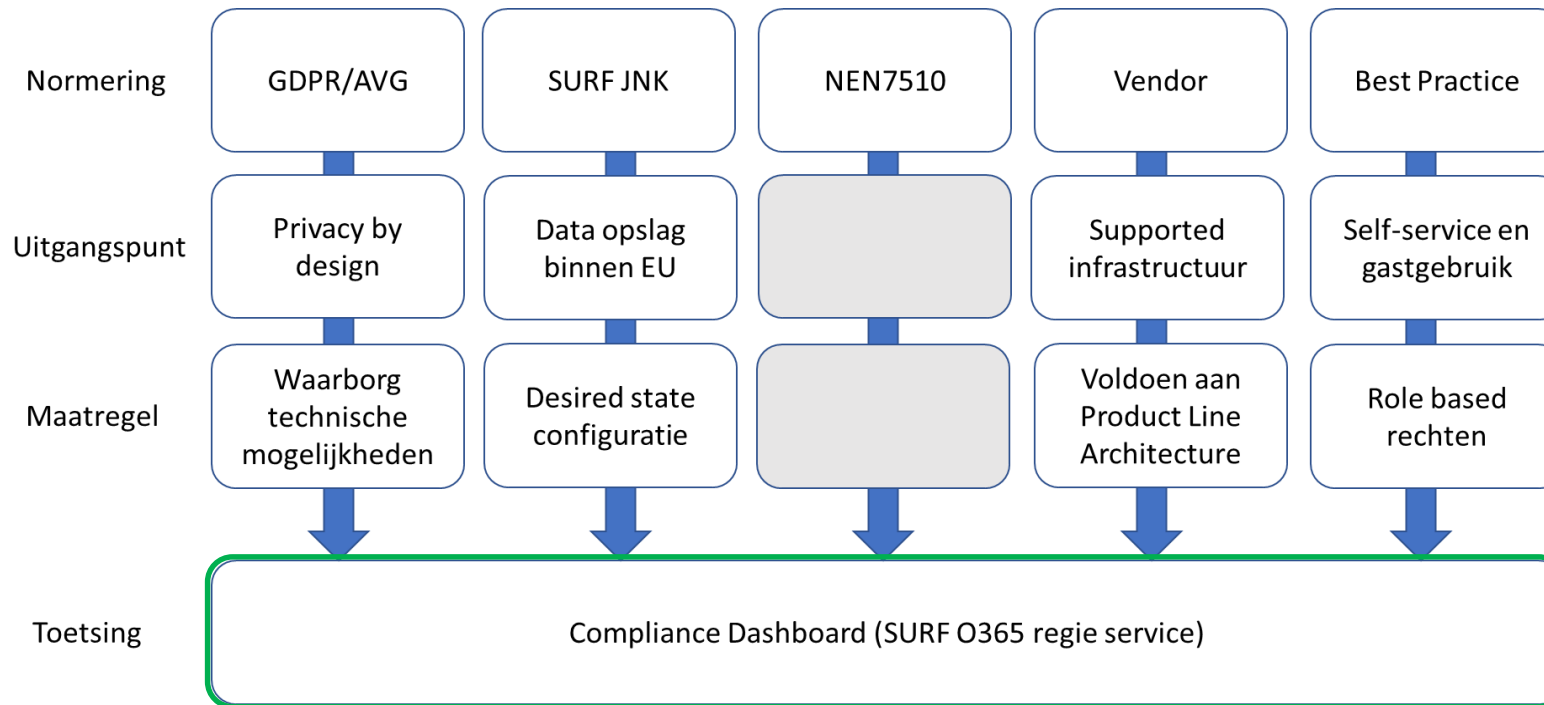 Normering
GDPR/AVG
SURF JNK
NEN7510
Vendor
Best Practice
Uitgangspunt
Privacy by
design
Data opslag
binnen EU
Supported
infrastructuur
Self-service en
gastgebruik
Maatregel
Waarborg
technische
mogelijkheden
Desired state
configuratie
Voldoen aan
Product Line
Architecture
Role based
rechten
Toetsing
Compliance Dashboard (SURF O365 regie service)